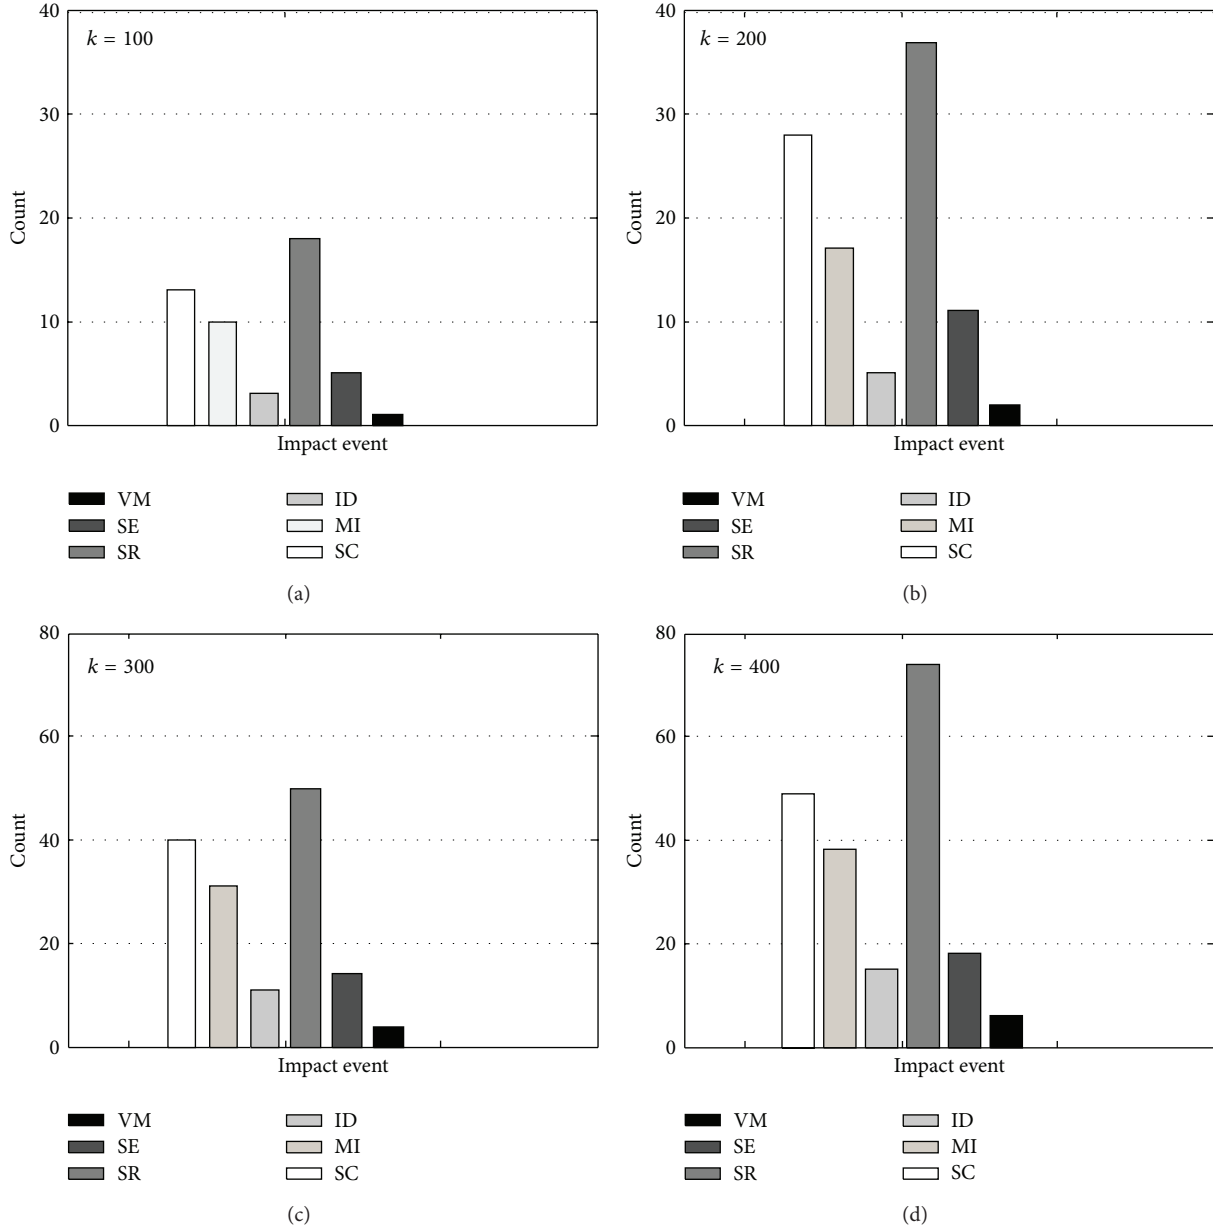 40
k = 100
30
Count
20
10
0
Impact event
VM ID
SE MI
SR SC
(a)
40
k = 200
30
Count
20
10
0
Impact event
VM ID
SE MI
SR SC
(b)
80
k = 300
60
Count
40
20
0
Impact event
VM ID
SE MI
SR SC
(c)
80
k = 400
60
Count
40
20
0
Impact event
VM ID
SE MI
SR SC
(d)